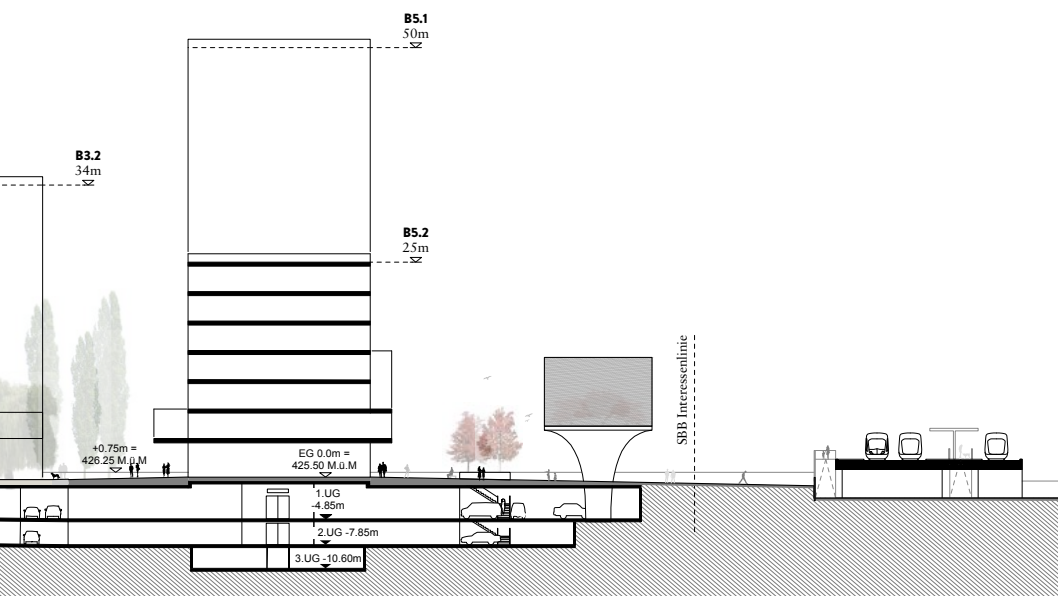 B5.1
50m
B3.2
34m
B5.2
25m
SBB Interessenlinie
+0.75m =
426.25 M.ü.M
EG 0.0m =
425.50 M.ü.M
1.UG
-4.85m
2.UG -7.85m
3.UG -10.60m